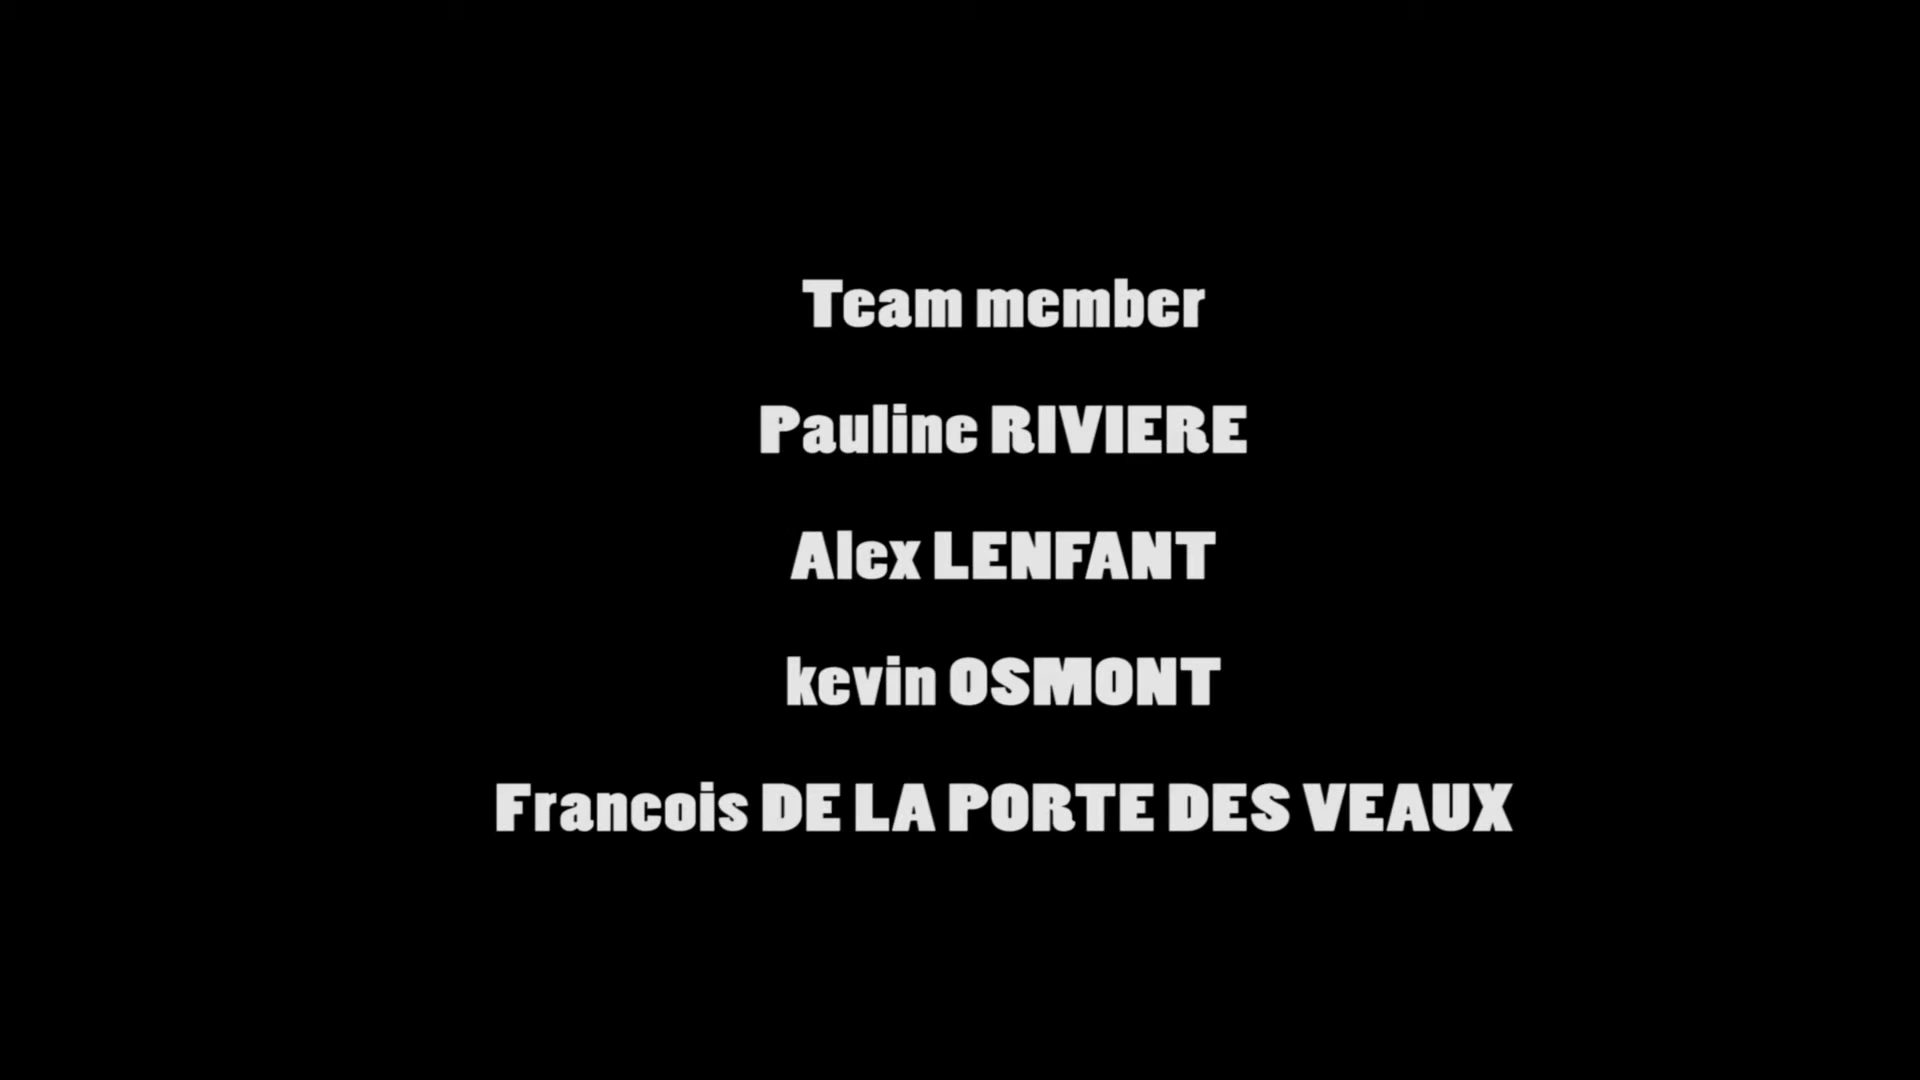 Team member
Pauline RIVIERE
Alex LENFANT
kevin OSMONT
Francois DE LA PORTE DES VEAUX